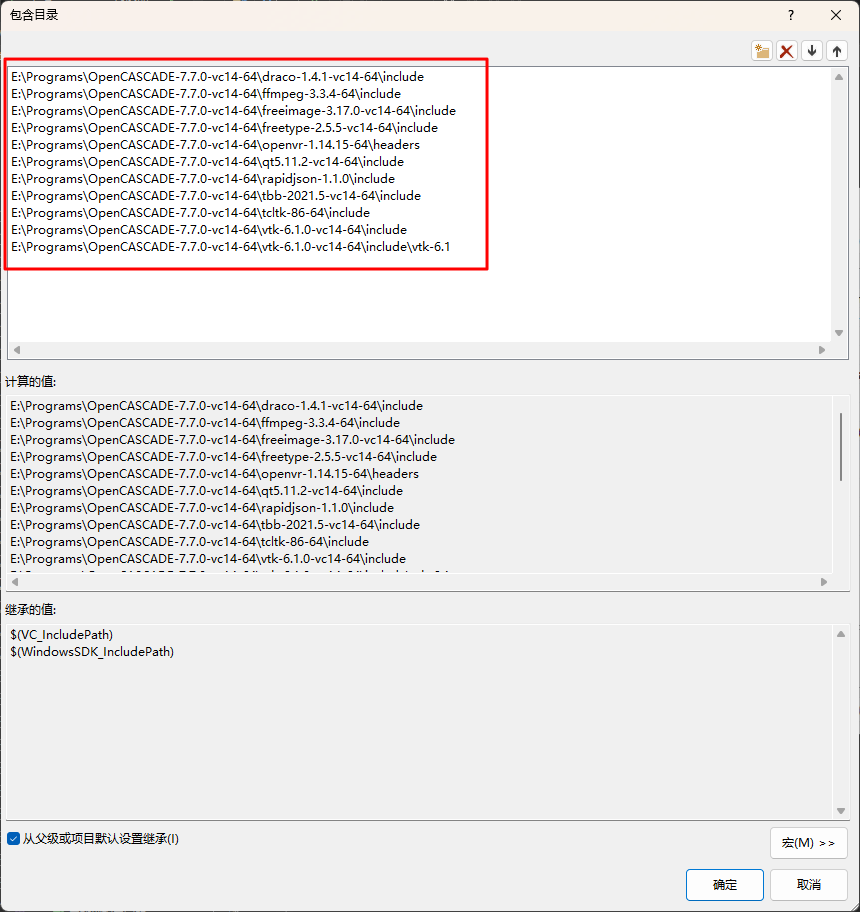 包含目录
?
E:\Programs\OpenCASCADE-7.7.0-vc14-64\draco-1.4.1-vc14-64\include
E:\Programs\OpenCASCADE-7.7.0-vc14-64\ffmpeg-3.3.4-64\include
E:\Programs\OpenCASCADE-7.7.0-vc14-64\freeimage-3.17.0-vc14-64\include
E:\Programs\OpenCASCADE-7.7.0-vc14-64\freetype-2.5.5-vc14-64\include
E:\Programs\OpenCASCADE-7.7.0-vc14-64\openvr-1.14.15-64\headers
E:\Programs\OpenCASCADE-7.7.0-vc14-64\qt5.11.2-vc14-64\include
E:\Programs\OpenCASCADE-7.7.0-vc14-64\rapidjson-1.1.0\include
E:\Programs\OpenCASCADE-7.7.0-vc14-64\tbb-2021.5-vc14-64\include
E:\Programs\OpenCASCADE-7.7.0-vc14-64\tcltk-86-64\include
E:\Programs\OpenCASCADE-7.7.0-vc14-64\vtk-6.1.0-vc14-64\include
E:\Programs\OpenCASCADE-7.7.0-vc14-64\vtk-6.1.0-vc14-64\include\vtk-6.1
计算的值:
E:\Programs\OpenCASCADE-7.7.0-vc14-64\draco-1.4.1-vc14-64\include
E:\Programs\OpenCASCADE-7.7.0-vc14-64\ffmpeg-3.3.4-64\include
E:\Programs\OpenCASCADE-7.7.0-vc14-64\freeimage-3.17.0-vc14-64\include
E:\Programs\OpenCASCADE-7.7.0-vc14-64\freetype-2.5.5-vc14-64\include
E:\Programs\OpenCASCADE-7.7.0-vc14-64\openvr-1.14.15-64\headers
E:\Programs\OpenCASCADE-7.7.0-vc14-64\qt5.11.2-vc14-64\include
E:\Programs\OpenCASCADE-7.7.0-vc14-64\rapidjson-1.1.0\include
E:\Programs\OpenCASCADE-7.7.0-vc14-64\tbb-2021.5-vc14-64\include
E:\Programs\OpenCASCADE-7.7.0-vc14-64\tcltk-86-64\include
E:\Programs\OpenCASCADE-7.7.0-vc14-64\vtk-6.1.0-vc14-64\include
继承的值:
$(VC_IncludePath)
$(WindowsSDK_IncludePath)
从父级或项目默认设置继承(I)
宏(M) >>
确定
取消